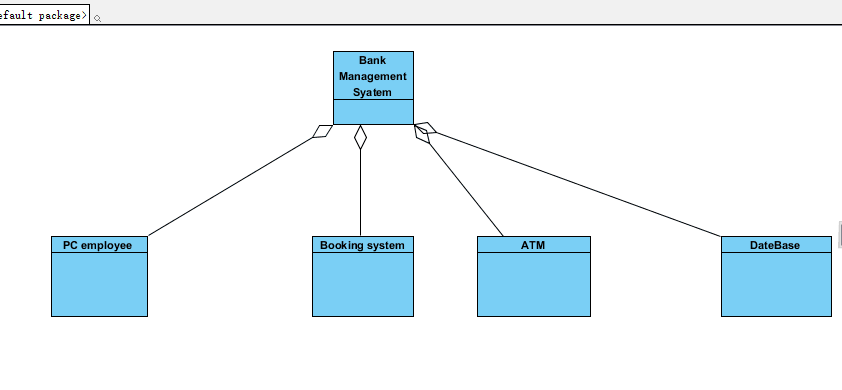 efault package>
Bank
Management
Syatem
PC employee
Booking system
ATM
DateBase